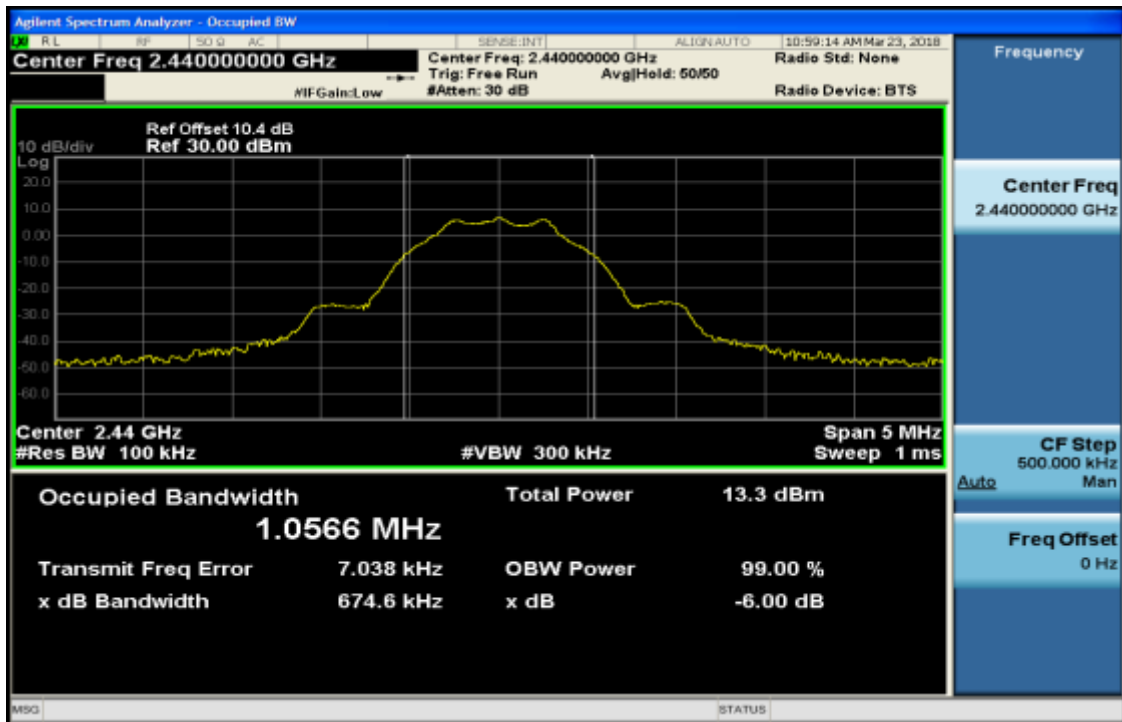 Agilent Spectrum Analyzer - Occupied BW
RL RF 50 Ω AC SENSE:INT ALIGN AUTO 10:59:14 AM Mar 23, 2018
Center Freq 2.440000000 GHz
Center Freq: 2.440000000 GHz Radio Std: None
Trig: Free Run Avg|Hold: 50/50
#IFGain:Low #Atten: 30 dB Radio Device: BTS
Ref Offset 10.4 dB
10 dB/div Ref 30.00 dBm
Log
20.0
10.0
0.00
-10.0
-20.0
-30.0
-40.0
-50.0
-60.0
Center 2.44 GHz Span 5 MHz
#Res BW 100 kHz #VBW 300 kHz Sweep 1 ms
Occupied Bandwidth Total Power 13.3 dBm
1.0566 MHz
Transmit Freq Error 7.038 kHz OBW Power 99.00 %
x dB Bandwidth 674.6 kHz x dB -6.00 dB
MSG STATUS
Frequency
Center Freq
2.440000000 GHz
CF Step
500.000 kHz
Auto Man
Freq Offset
0 Hz